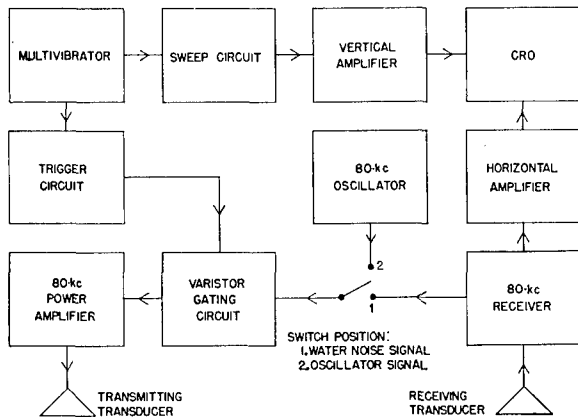 MULTIVIBRATOR
SWEEP CIRCUIT
VERTICAL
AMPLIFIER
CRO
TRIGGER
CIRCUIT
80-kc
OSCILLATOR
HORIZONTAL
AMPLIFIER
80-kc
POWER
AMPLIFIER
VARISTOR
GATING
CIRCUIT
2
1
80-kc
RECEIVER
SWITCH POSITION:
1. WATER NOISE SIGNAL
2. OSCILLATOR SIGNAL
TRANSMITTING
TRANSDUCER
RECEIVING
TRANSDUCER